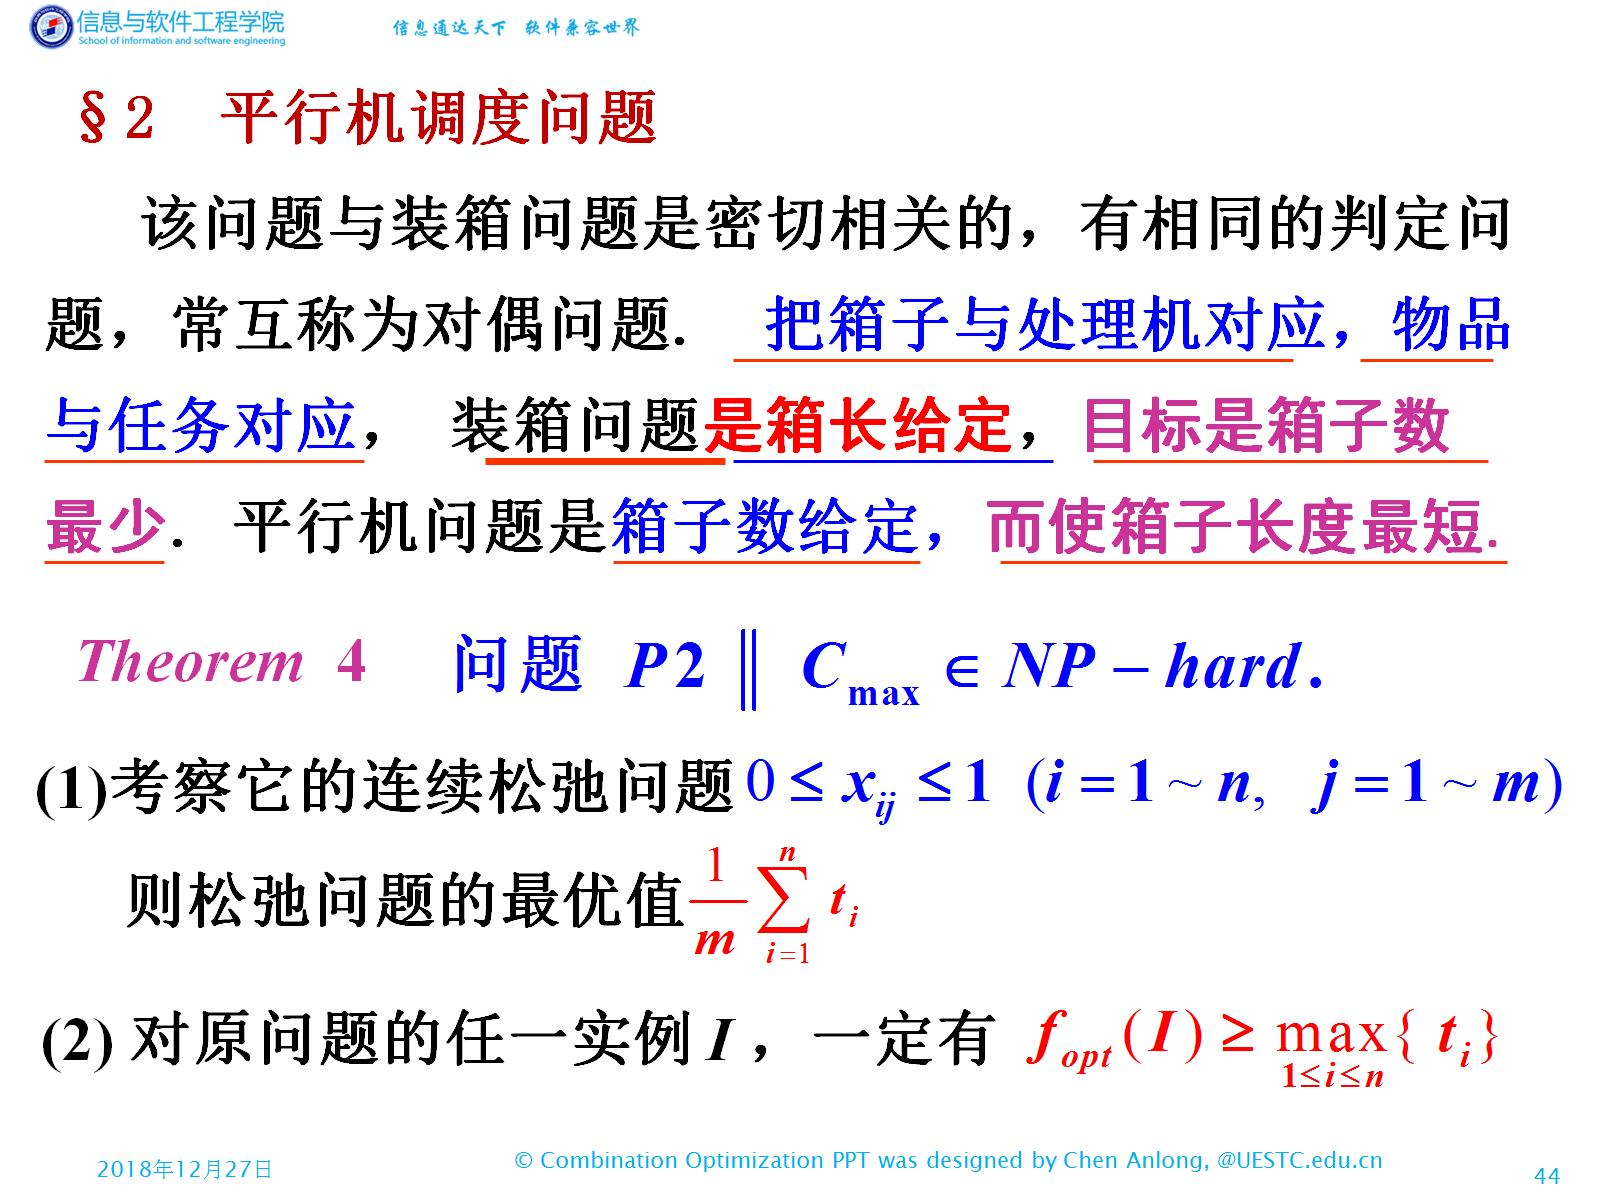 信息与软件工程学院
School of information and software engineering
信息通达天下 软件兼容世界
§2 平行机调度问题
该问题与装箱问题是密切相关的，有相同的判定问
题，常互称为对偶问题. 把箱子与处理机对应，物品
与任务对应， 装箱问题是箱长给定，目标是箱子数
最少. 平行机问题是箱子数给定，而使箱子长度最短.
Theorem 4 问题 P2 ‖ C_max ∈ NP – hard .
(1)考察它的连续松弛问题 0 ≤ x_ij ≤ 1 (i = 1 ~ n, j = 1 ~ m)
则松弛问题的最优值 1/m ∑_{i=1}^{n} t_i
(2) 对原问题的任一实例 I ， 一定有 f_opt (I) ≥ max_{1≤i≤n} { t_i }
2018年12月27日
© Combination Optimization PPT was designed by Chen Anlong, @UESTC.edu.cn
44